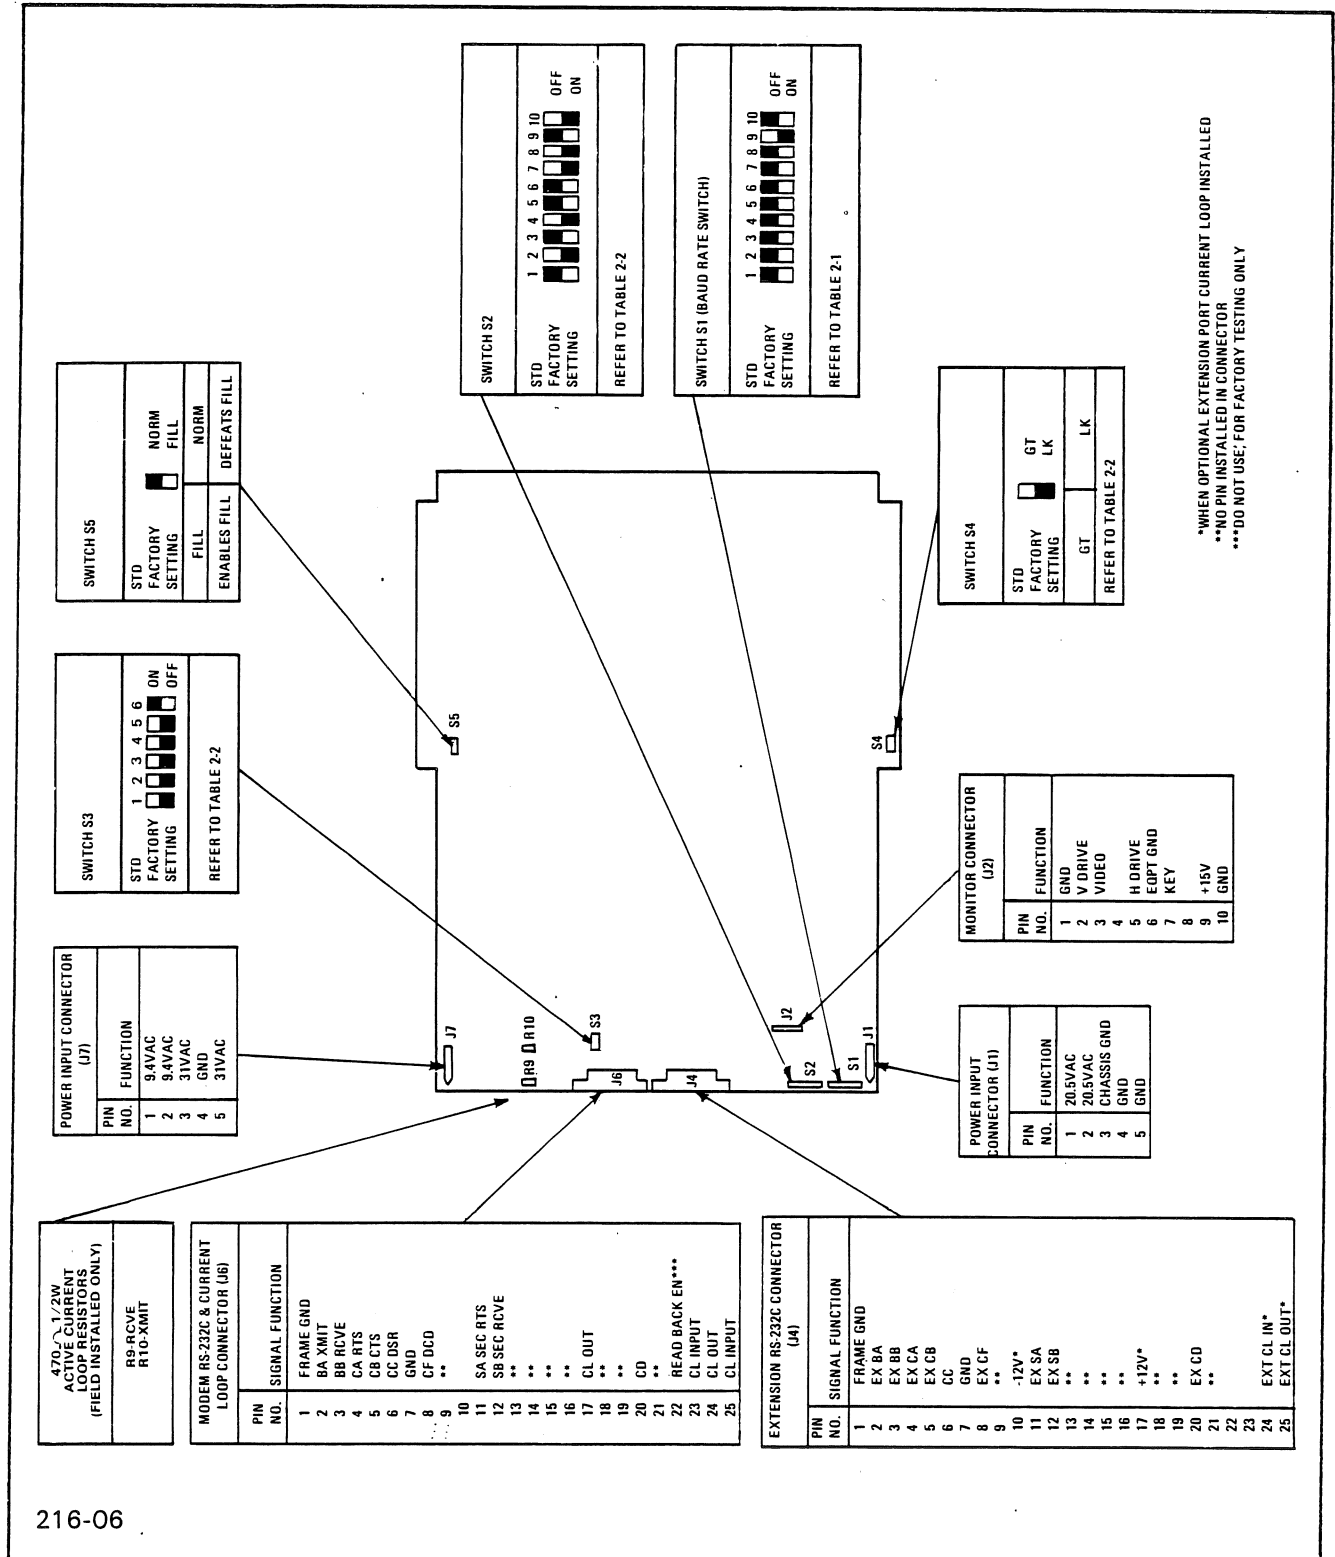 470 Ω 1/2W
ACTIVE CURRENT
LOOP RESISTORS
(FIELD INSTALLED ONLY)
R9-RCVE
R10-XMIT
POWER INPUT CONNECTOR
(J7)
PIN NO. FUNCTION
1 9.4VAC
2 9.4VAC
3 31VAC
4 GND
5 31VAC
SWITCH S3
STD FACTORY SETTING
1 2 3 4 5 6
ON
OFF
REFER TO TABLE 2-2
SWITCH S5
STD FACTORY SETTING
NORM
FILL
FILL NORM
ENABLES FILL DEFEATS FILL
MODEM RS-232C & CURRENT
LOOP CONNECTOR (J6)
PIN NO. SIGNAL FUNCTION
1 FRAME GND
2 BA XMIT
3 BB RCVE
4 CA RTS
5 CB CTS
6 CC DSR
7 GND
8 CF DCD
9 **
10
11 SA SEC RTS
12 SB SEC RCVE
13 **
14 **
15 **
16 **
17 CL OUT
18 **
19 **
20 CD
21 **
22 READ BACK EN***
23 CL INPUT
24 CL OUT
25 CL INPUT
J7
R9
R10
S3
S5
J6
J4
S2
S1
J2
J1
S4
SWITCH S2
STD FACTORY SETTING
1 2 3 4 5 6 7 8 9 10
OFF
ON
REFER TO TABLE 2-2
SWITCH S1 (BAUD RATE SWITCH)
STD FACTORY SETTING
1 2 3 4 5 6 7 8 9 10
OFF
ON
REFER TO TABLE 2-1
EXTENSION RS-232C CONNECTOR
(J4)
PIN NO. SIGNAL FUNCTION
1 FRAME GND
2 EX BA
3 EX BB
4 EX CA
5 EX CB
6 CC
7 GND
8 EX CF
9 **
10 -12V*
11 EX SA
12 EX SB
13 **
14 **
15 **
16 **
17 +12V*
18 **
19 **
20 EX CD
21 **
22
23
24 EXT CL IN*
25 EXT CL OUT*
POWER INPUT
CONNECTOR (J1)
PIN NO. FUNCTION
1 20.5VAC
2 20.5VAC
3 CHASSIS GND
4 GND
5 GND
MONITOR CONNECTOR
(J2)
PIN NO. FUNCTION
1 GND
2 V DRIVE
3 VIDEO
4
5 H DRIVE
6 EOPT GND
7 KEY
8
9 +15V
10 GND
SWITCH S4
STD FACTORY SETTING
GT
LK
GT LK
REFER TO TABLE 2-2
*WHEN OPTIONAL EXTENSION PORT CURRENT LOOP INSTALLED
**NO PIN INSTALLED IN CONNECTOR
***DO NOT USE; FOR FACTORY TESTING ONLY
216-06